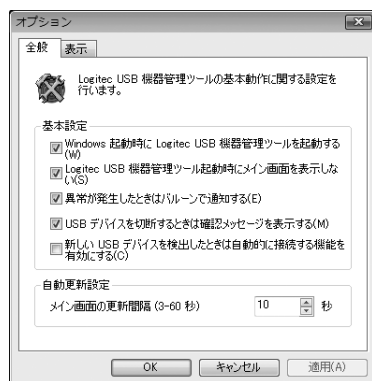 オプション
全般 表示
Logitec USB 機器管理ツールの基本動作に関する設定を
行います。
基本設定
Windows 起動時に Logitec USB 機器管理ツールを起動する
(W)
Logitec USB 機器管理ツール起動時にメイン画面を表示しな
い(S)
異常が発生したときはバルーンで通知する(E)
USB デバイスを切断するときは確認メッセージを表示する(M)
新しい USB デバイスを検出したときは自動的に接続する機能を
有効にする(C)
自動更新設定
メイン画面の更新間隔 (3-60 秒) 10 秒
OK キャンセル 適用(A)